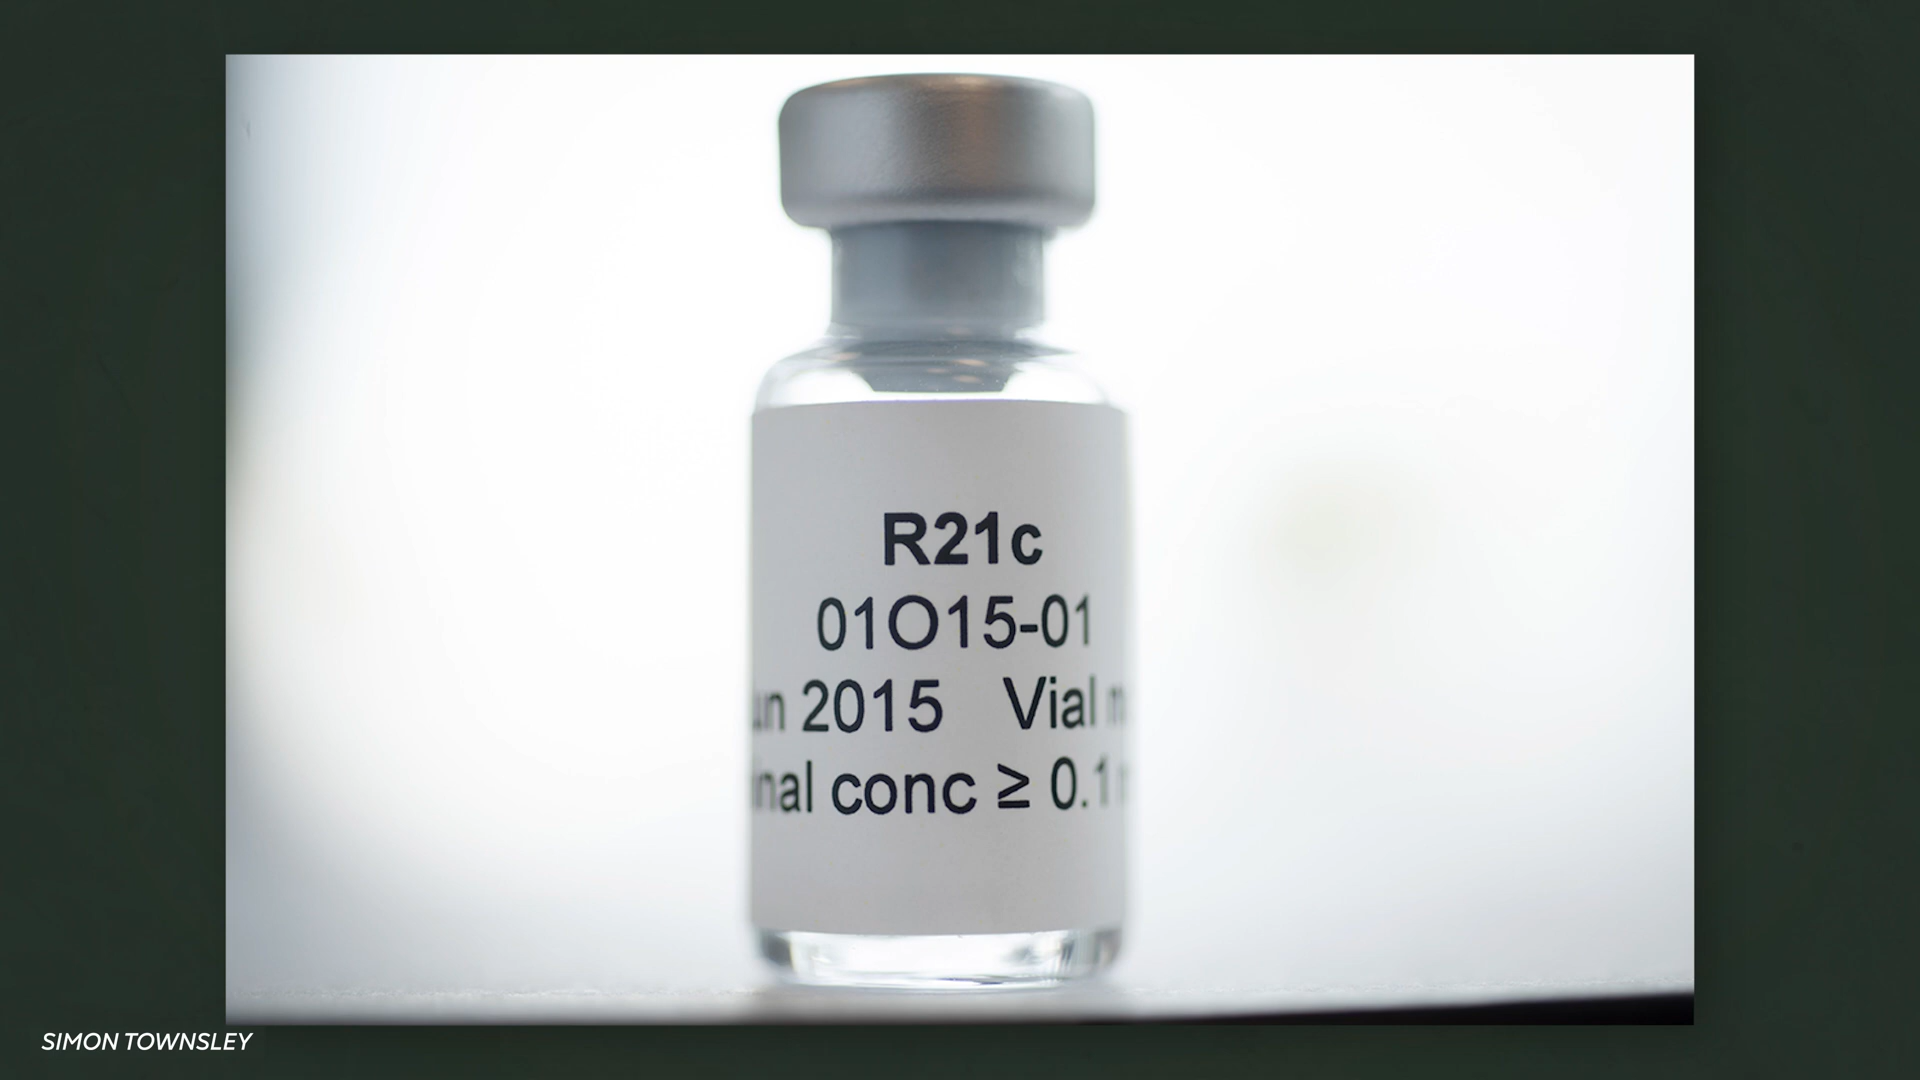 R21c
01O15-01
un 2015 Vial
inal conc ≥ 0.1
SIMON TOWNSLEY